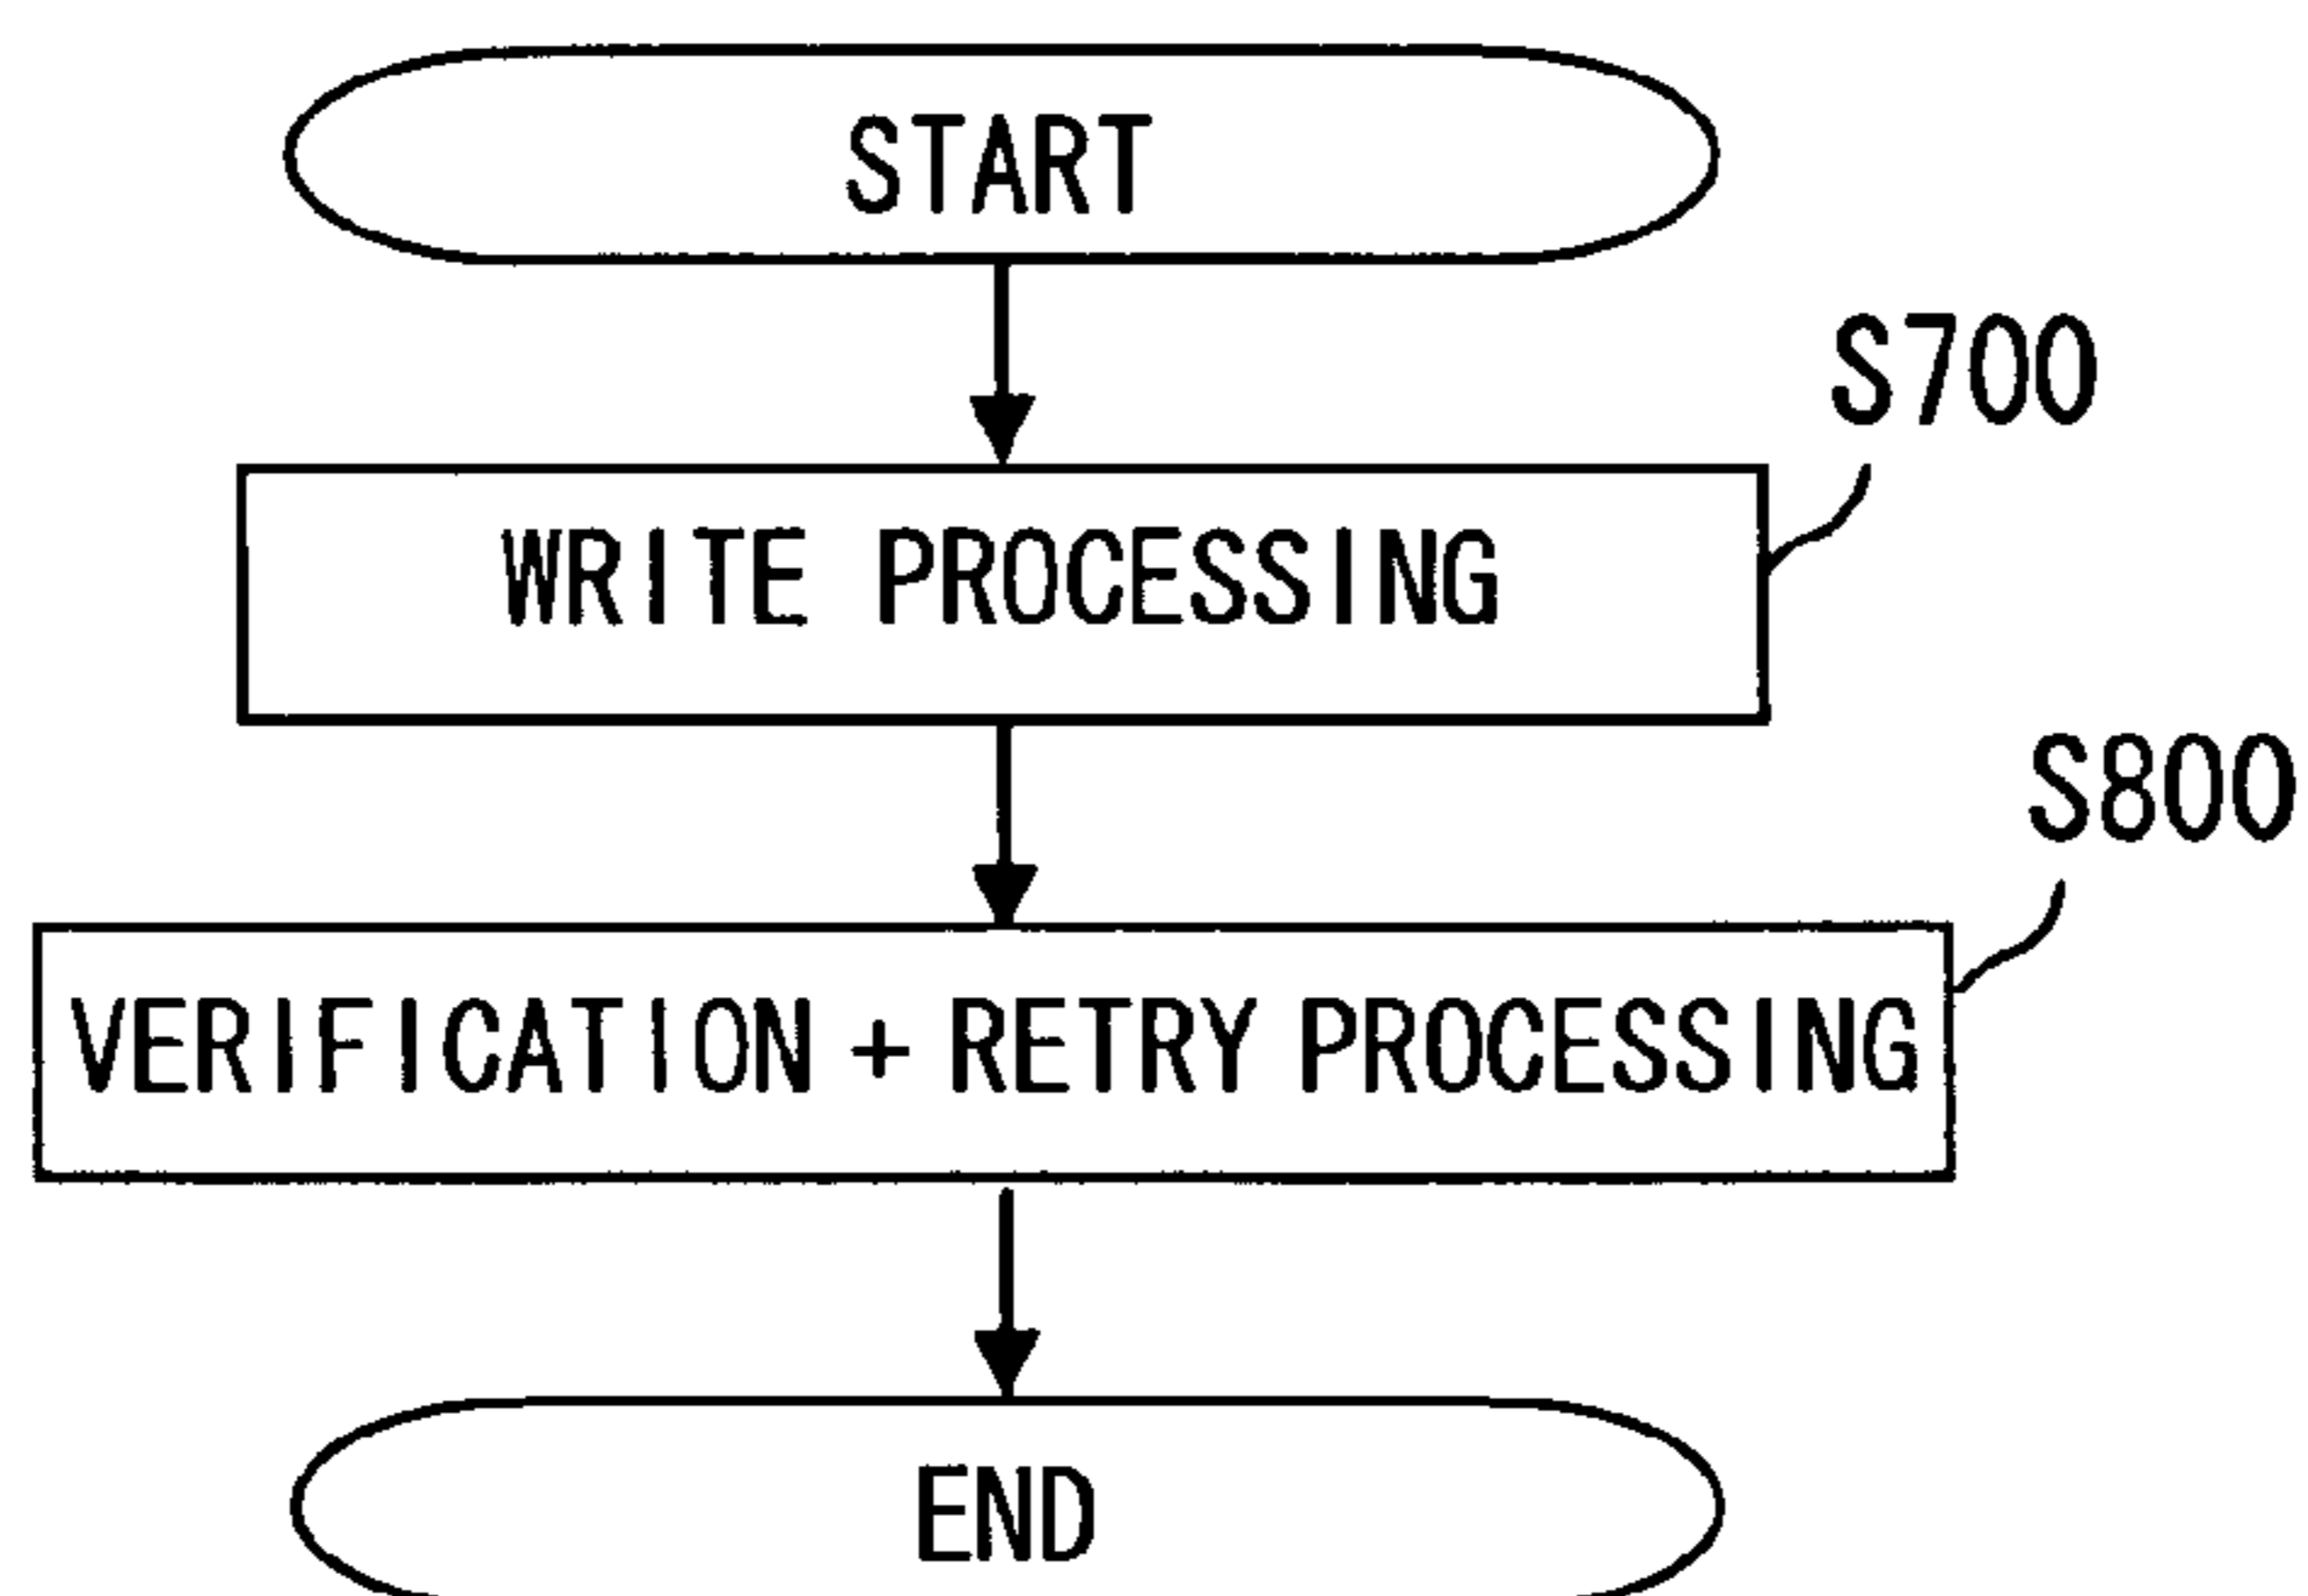 START
S700
WRITE PROCESSING
S800
VERIFICATION + RETRY PROCESSING
END